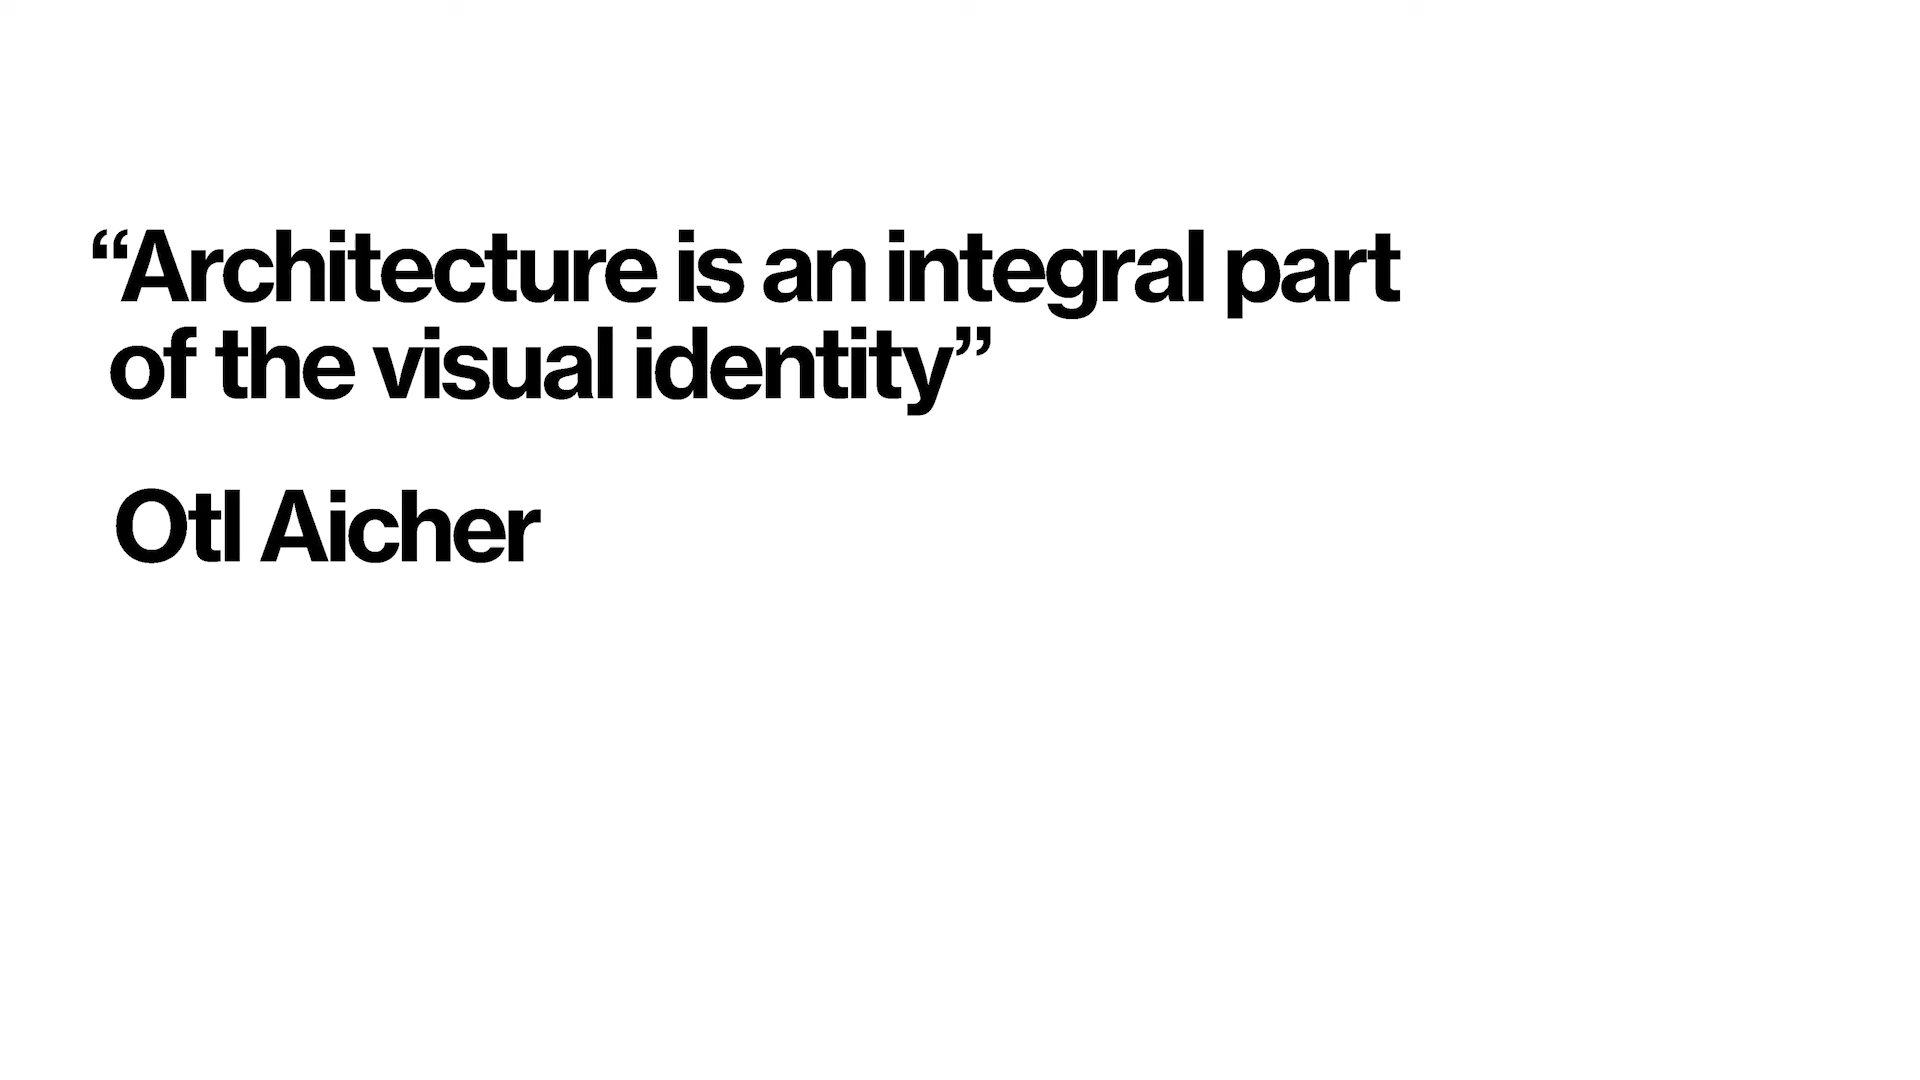 “Architecture is an integral part
of the visual identity”
Otl Aicher